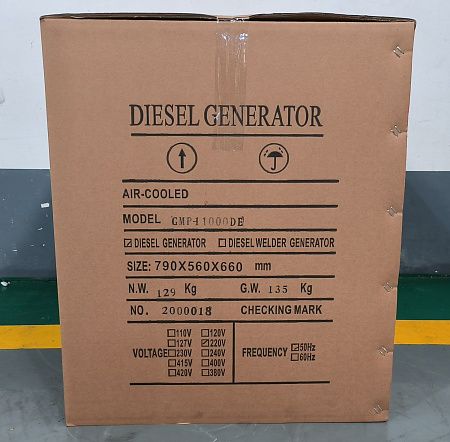 DIESEL GENERATOR
AIR-COOLED
MODEL GMP-11000DE
☑DIESEL GENERATOR ☐DIESEL WELDER GENERATOR
SIZE: 790X560X660 mm
N.W. 129 Kg G.W. 135 Kg
NO. 2000018 CHECKING MARK
☐110V ☐120V
☐127V ☑220V
VOLTAGE ☐230V ☐240V
☐415V ☐400V
☐420V ☐380V
FREQUENCY ☑50Hz
☐60Hz